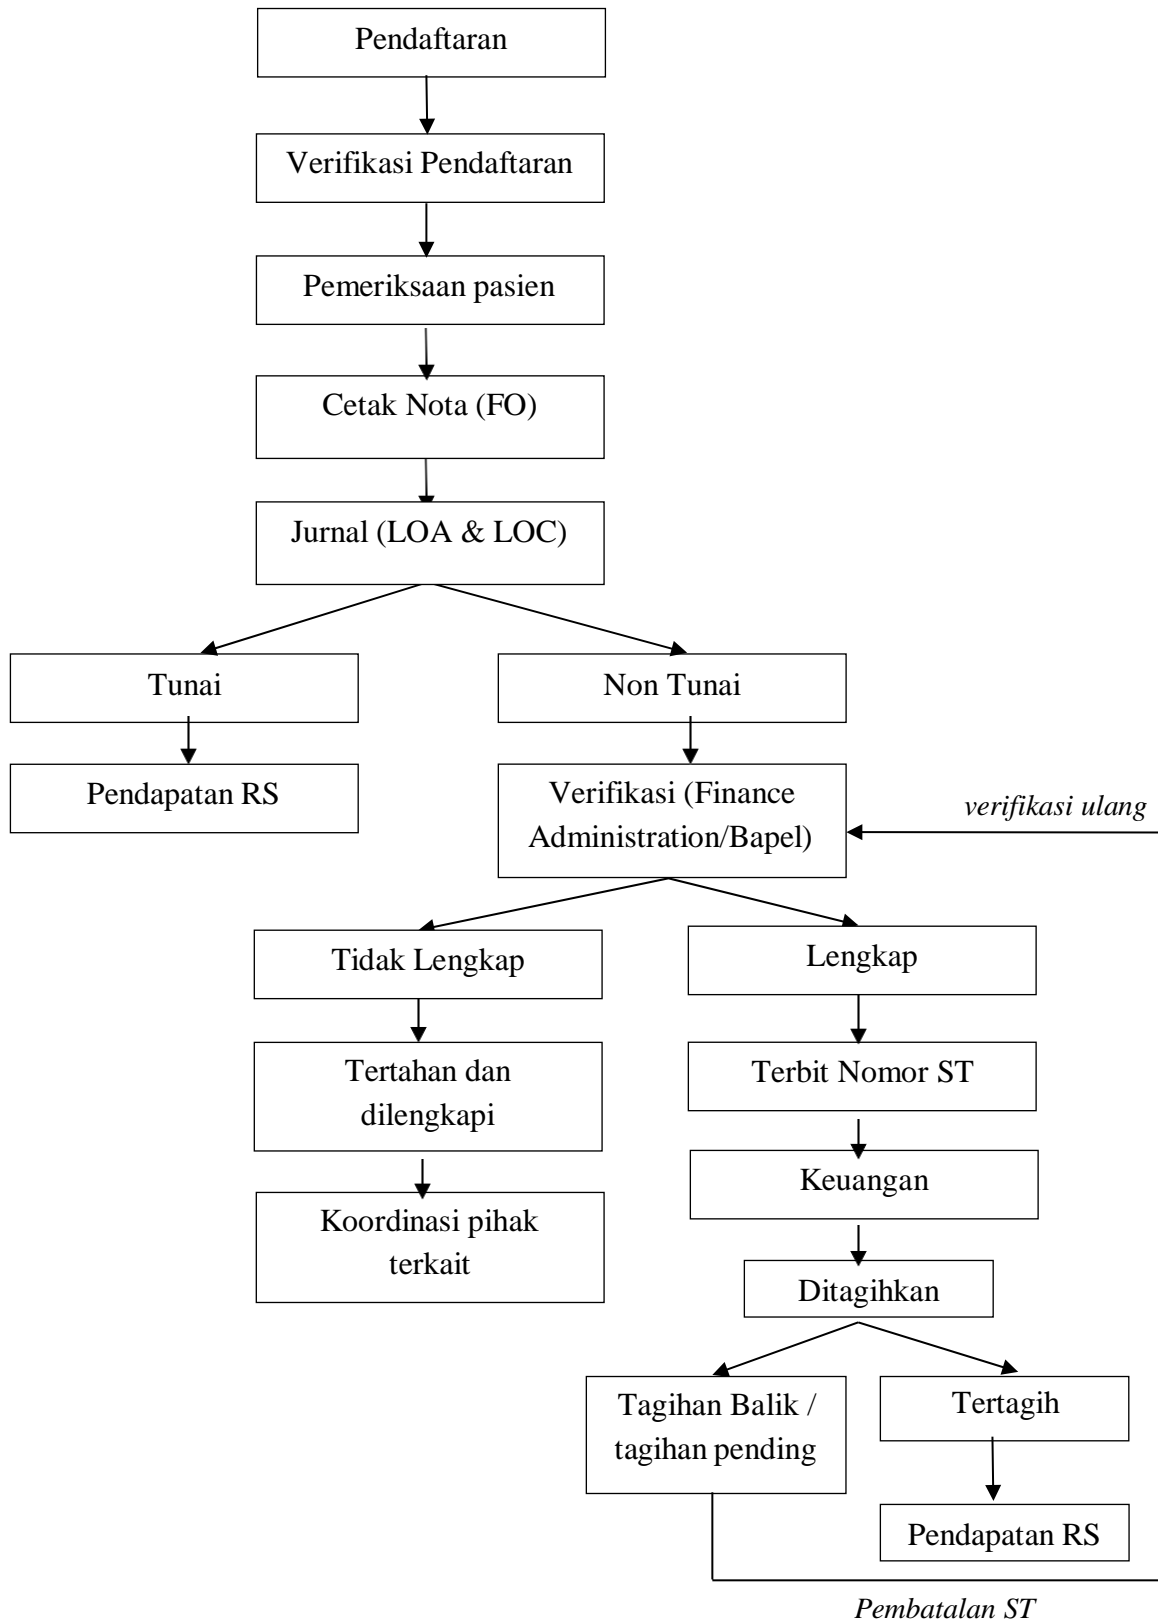 Pendaftaran
Verifikasi Pendaftaran
Pemeriksaan pasien
Cetak Nota (FO)
Jurnal (LOA & LOC)
Tunai
Non Tunai
Pendapatan RS
Verifikasi (Finance
Administration/Bapel)
verifikasi ulang
Tidak Lengkap
Lengkap
Tertahan dan
dilengkapi
Terbit Nomor ST
Koordinasi pihak
terkait
Keuangan
Ditagihkan
Tagihan Balik /
tagihan pending
Tertagih
Pendapatan RS
Pembatalan ST